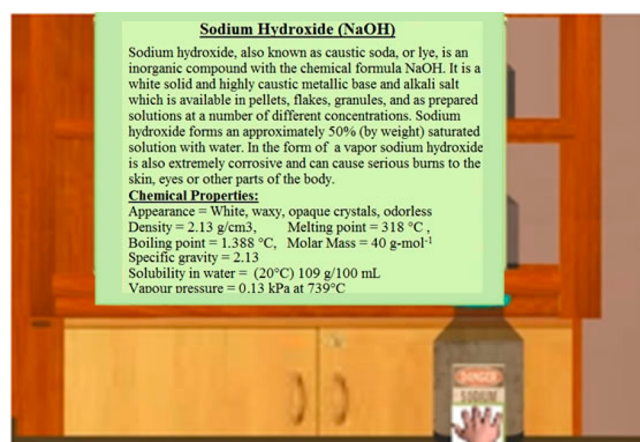 Sodium Hydroxide (NaOH)
Sodium hydroxide, also known as caustic soda, or lye, is an
inorganic compound with the chemical formula NaOH. It is a
white solid and highly caustic metallic base and alkali salt
which is available in pellets, flakes, granules, and as prepared
solutions at a number of different concentrations. Sodium
hydroxide forms an approximately 50% (by weight) saturated
solution with water. In the form of a vapor sodium hydroxide
is also extremely corrosive and can cause serious burns to the
skin, eyes or other parts of the body.
Chemical Properties:
Appearance = White, waxy, opaque crystals, odorless
Density = 2.13 g/cm3, Melting point = 318 °C ,
Boiling point = 1.388 °C, Molar Mass = 40 g-mol-1
Specific gravity = 2.13
Solubility in water = (20°C) 109 g/100 mL
Vapour pressure = 0.13 kPa at 739°C
DANGER
SODIUM